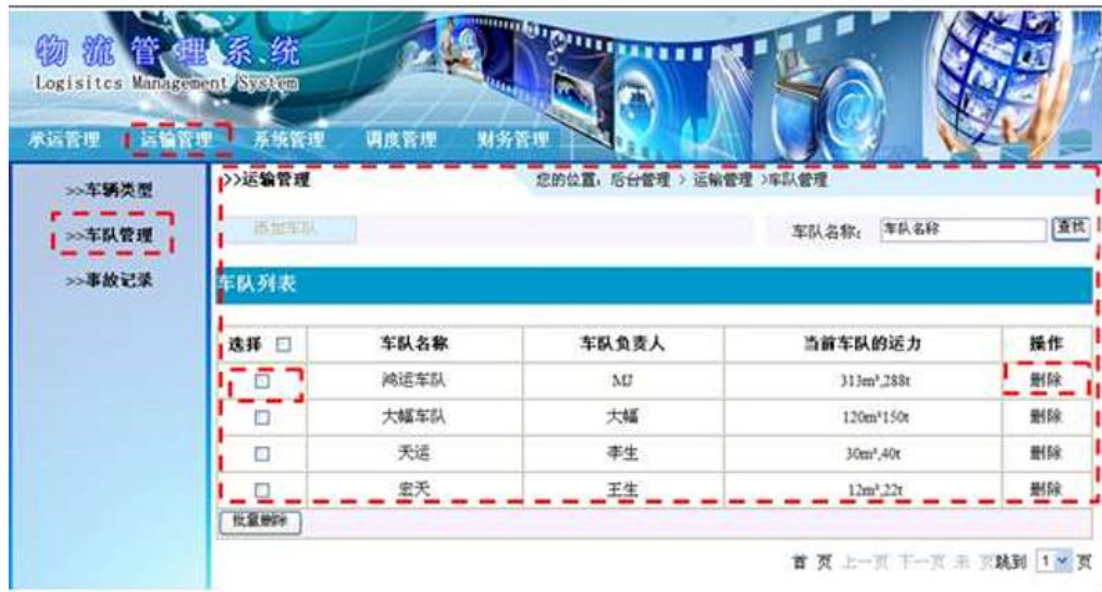 物流管理系统
Logisitcs Management System
承运管理 运输管理 系统管理 调度管理 财务管理
>>车辆类型
>>车队管理
>>事故记录
>>运输管理 您的位置：后台管理 > 运输管理 >车队管理
添加车队 车队名称： 车队名称 查找
车队列表
选择 车队名称 车队负责人 当前车队的运力 操作
鸿运车队 MJ 313m³,288t 删除
大幅车队 大幅 120m³150t 删除
天运 李生 30m³,40t 删除
宏天 王生 12m³,22t 删除
批量删除
首 页 上一页 下一页 末 页跳到 1 页